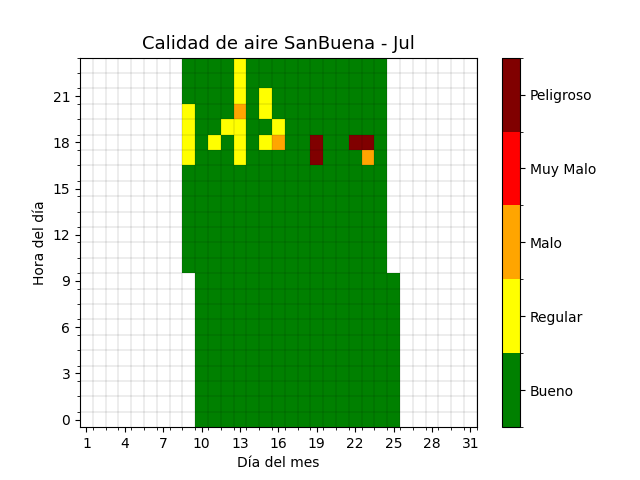 Calidad de aire SanBuena - Jul
21
18
15
12
9
6
3
0
Hora del día
1 4 7 10 13 16 19 22 25 28 31
Día del mes
Peligroso
Muy Malo
Malo
Regular
Bueno